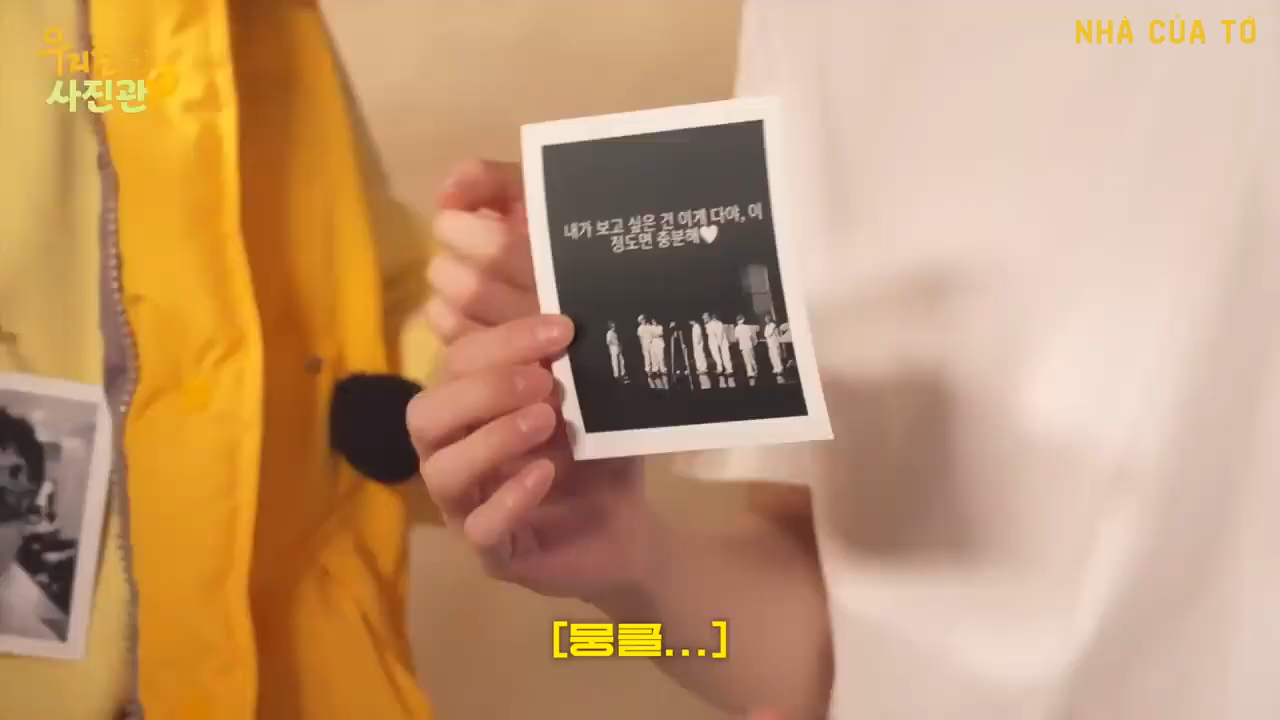 사진관
NHÀ CỦA TỚ
내가 보고 싶은 건 이게 다야, 이
정도면 충분해🤍
[뭉클...]